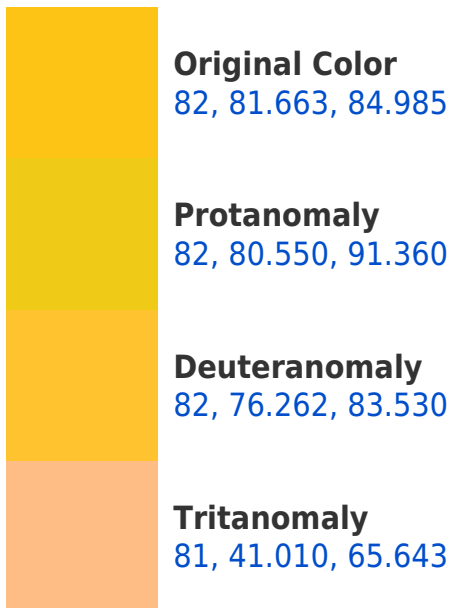 Original Color
82, 81.663, 84.985
Protanomaly
82, 80.550, 91.360
Deuteranomaly
82, 76.262, 83.530
Tritanomaly
81, 41.010, 65.643